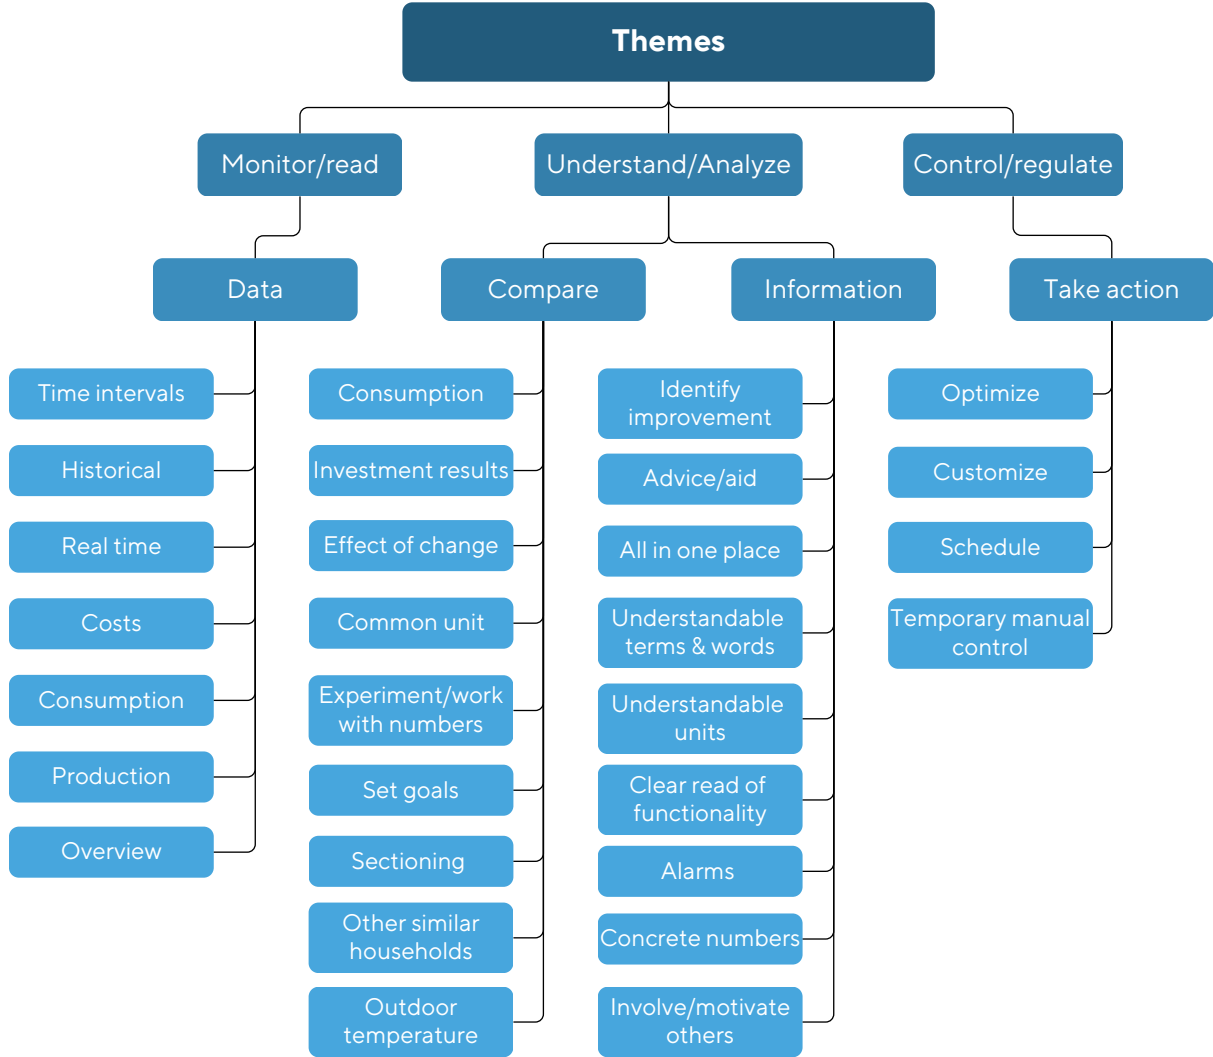 Themes
Monitor/read
Understand/Analyze
Control/regulate
Data
Compare
Information
Take action
Time intervals
Historical
Real time
Costs
Consumption
Production
Overview
Consumption
Investment results
Effect of change
Common unit
Experiment/work
with numbers
Set goals
Sectioning
Other similar
households
Outdoor
temperature
Identify
improvement
Advice/aid
All in one place
Understandable
terms & words
Understandable
units
Clear read of
functionality
Alarms
Concrete numbers
Involve/motivate
others
Optimize
Customize
Schedule
Temporary manual
control